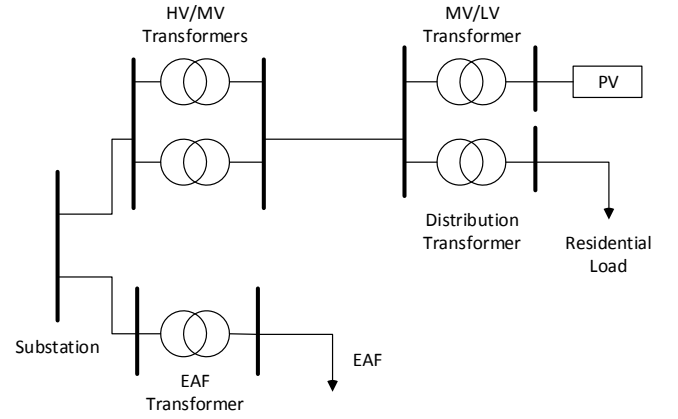 HV/MV
Transformers
MV/LV
Transformer
PV
Distribution
Transformer
Residential
Load
Substation
EAF
Transformer
EAF